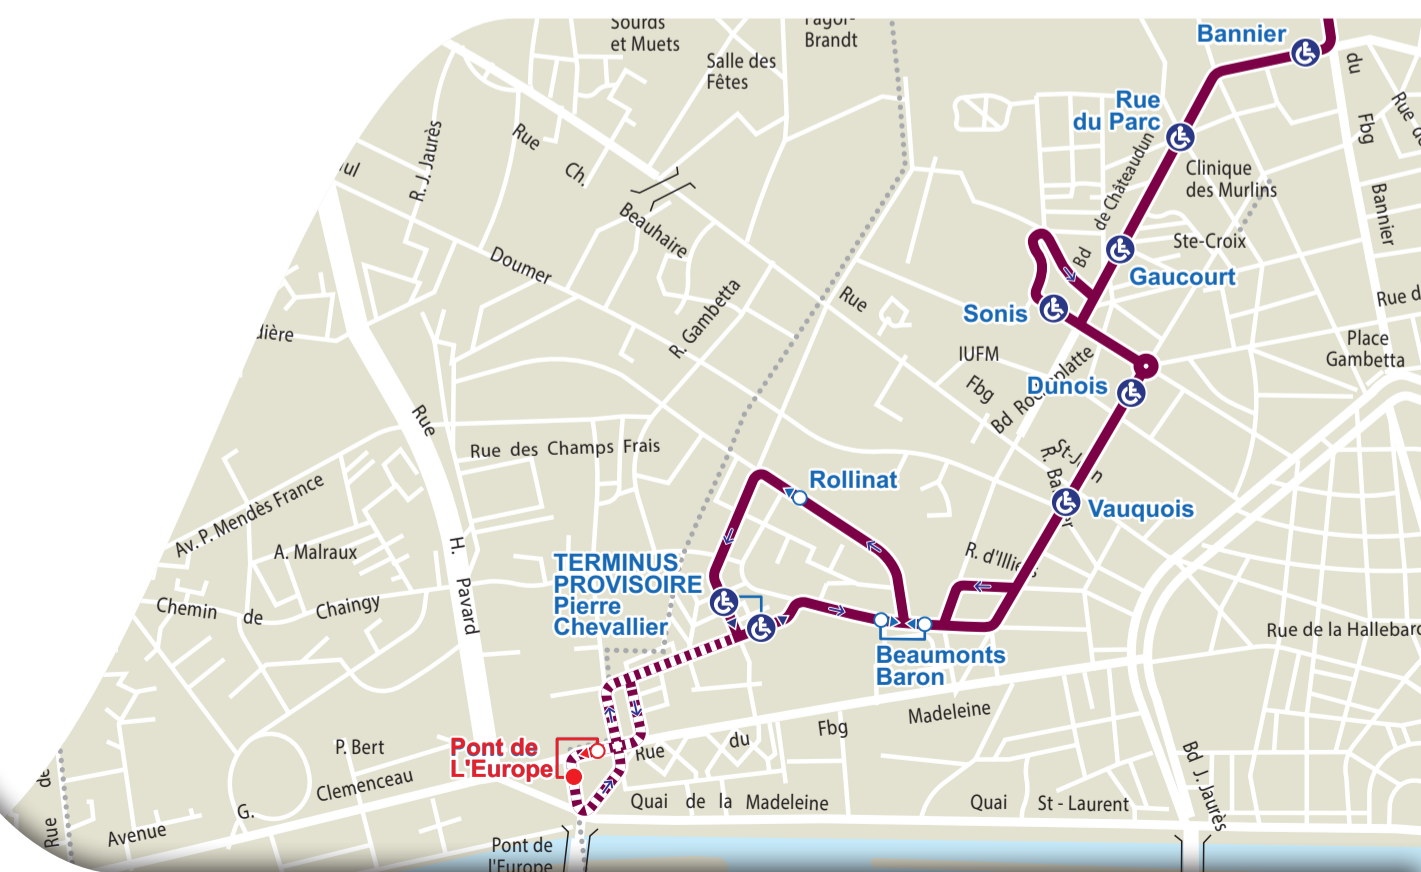 Sourds
et Muets
Brandt
Salle des
Fêtes
Bannier
du
Fbg
Bannier
Rue
du Parc
Clinique
des Murlins
Bd de Châteaudun
Ste-Croix
Gaucourt
Sonis
IUFM
Fbg
St-Jean
Bd Rocheplatte
Dunois
Place
Gambetta
Rue
Ch.
Beauhaire
R. J. Jaurès
Doumer
R. Gambetta
Rue
Rue
H.
Pavard
Rue des Champs Frais
Av. P. Mendès France
A. Malraux
Chemin de Chaingy
Rollinat
Vauquois
R. d'Illiers
TERMINUS
PROVISOIRE
Pierre
Chevallier
Beaumonts
Baron
Pont de
L'Europe
Rue du Fbg Madeleine
P. Bert
Avenue G. Clemenceau
Rue de
Quai de la Madeleine
Quai St - Laurent
Bd J. Jaurès
Pont de
l'Europe